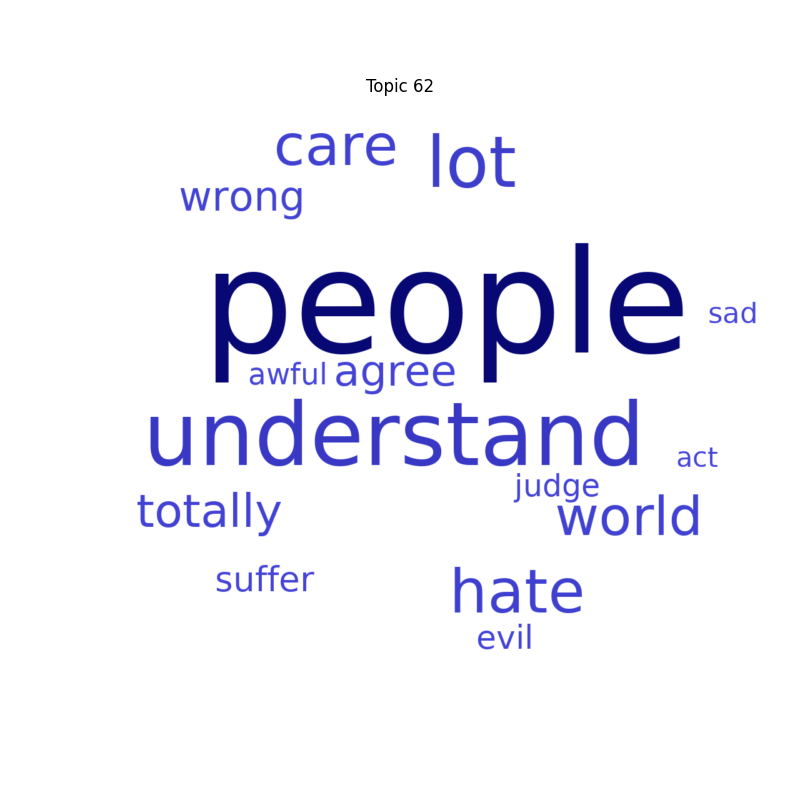 Topic 62
care lot
wrong
people
sad
awful agree
understand
act
judge
totally world
suffer hate
evil